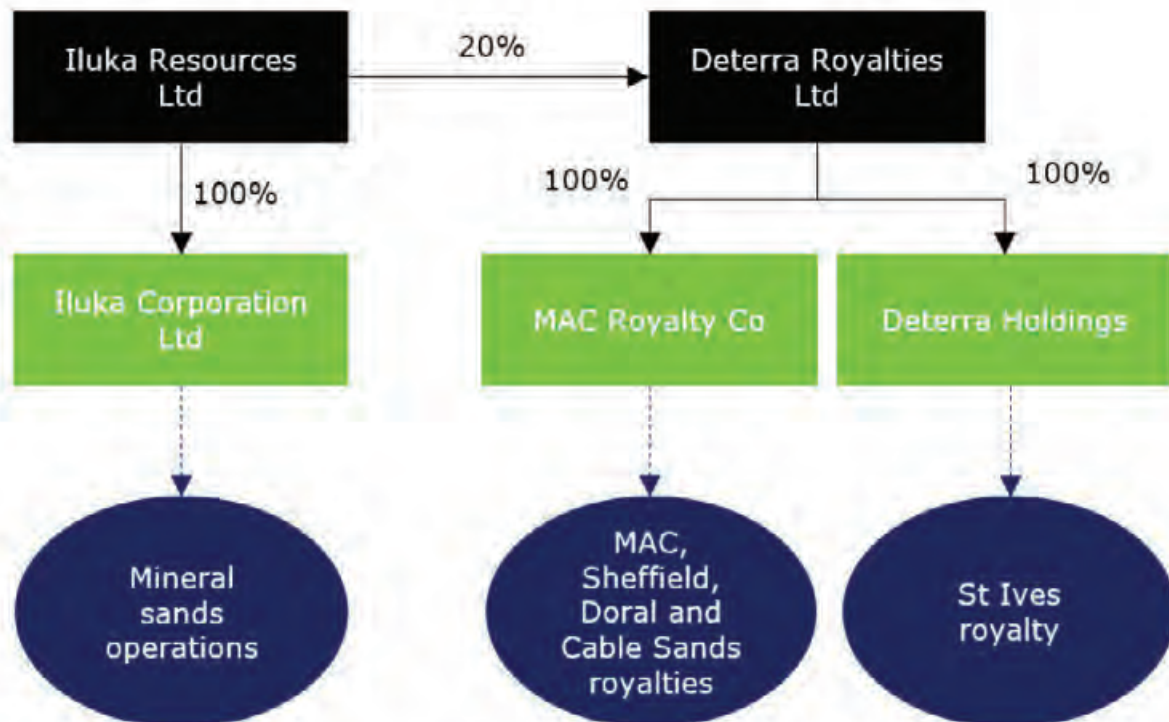 Iluka Resources
Ltd
20%
Deterra Royalties
Ltd
100%
100%
100%
Iluka Corporation
Ltd
MAC Royalty Co
Deterra Holdings
Mineral
sands
operations
MAC,
Sheffield,
Doral and
Cable Sands
royalties
St Ives
royalty